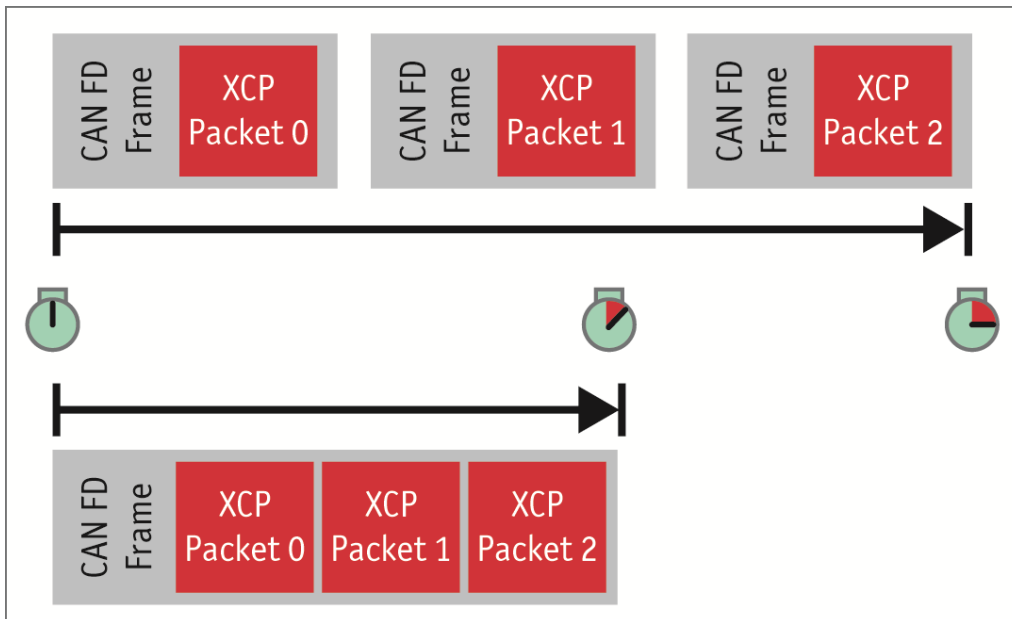 CAN FD
Frame
XCP
Packet 0
CAN FD
Frame
XCP
Packet 1
CAN FD
Frame
XCP
Packet 2
CAN FD
Frame
XCP
Packet 0
XCP
Packet 1
XCP
Packet 2